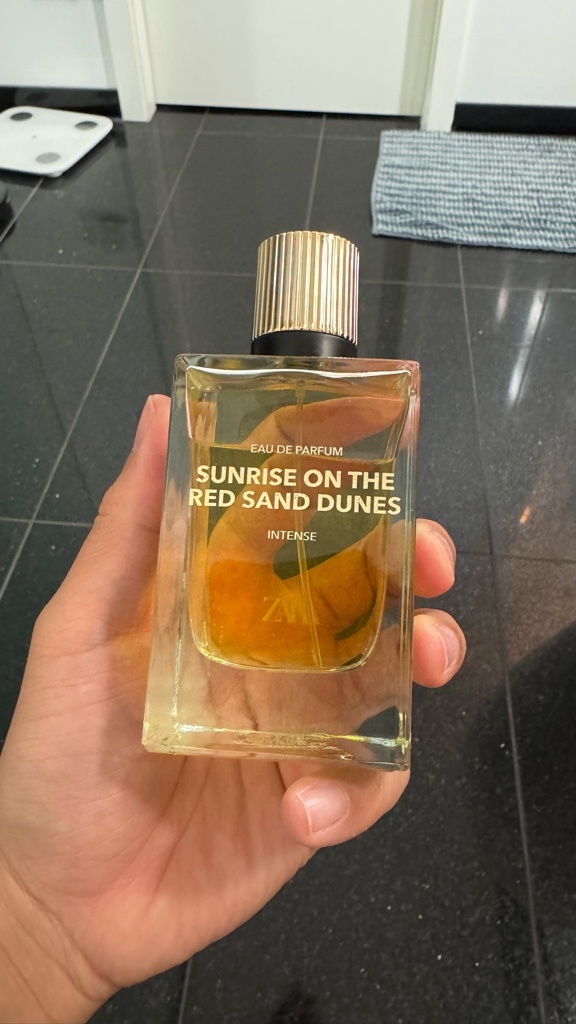 EAU DE PARFUM
SUNRISE ON THE
RED SAND DUNES
INTENSE
ZARA